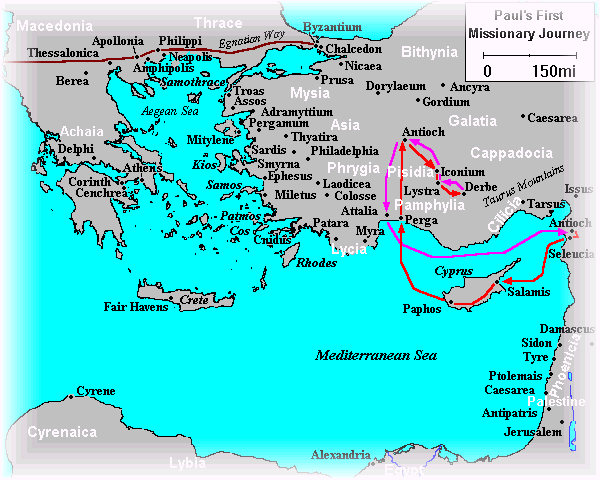 Paul's First
Missionary Journey
0 150mi
Macedonia
Thrace
Byzantium
Apollonia
Philippi
Egnation Way
Thessalonica
Neapolis
Chalcedon
Bithynia
Amphipolis
Nicaea
Berea
Samothrace
Prusa
Dorylaeum
Ancyra
Troas
Mysia
Gordium
Assos
Aegean Sea
Adramyttium
Asia
Galatia
Caesarea
Pergamum
Achaia
Mitylene
Thyatira
Antioch
Delphi
Sardis
Philadelphia
Cappadocia
Kios
Smyrna
Phrygia
Pisidia
Iconium
Athens
Ephesus
Corinth
Samos
Laodicea
Lystra
Derbe
Taurus Mountains
Issus
Cenchrea
Miletus
Colosse
Pamphylia
Cilicia
Tarsus
Patmos
Attalia
Perga
Cos
Patara
Antioch
Cnidus
Myra
Lycia
Seleucia
Rhodes
Cyprus
Salamis
Crete
Fair Havens
Paphos
Damascus
Sidon
Mediterranean Sea
Tyre
Phoenicia
Ptolemais
Caesarea
Cyrene
Palestine
Antipatris
Cyrenaica
Jerusalem
Alexandria
Lybia
Egypt